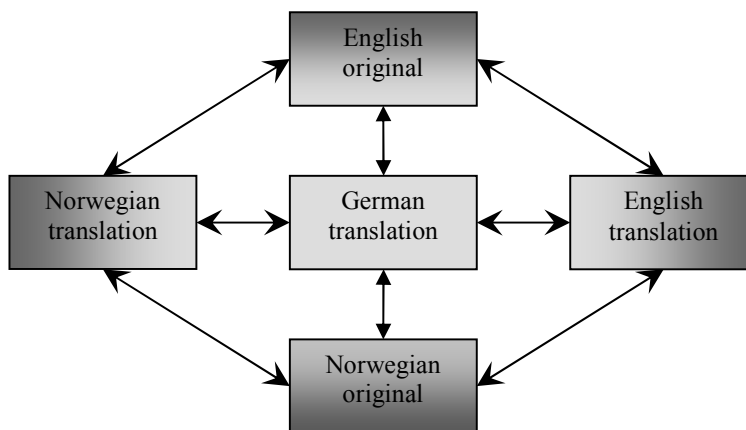 English
original
Norwegian
translation
German
translation
English
translation
Norwegian
original